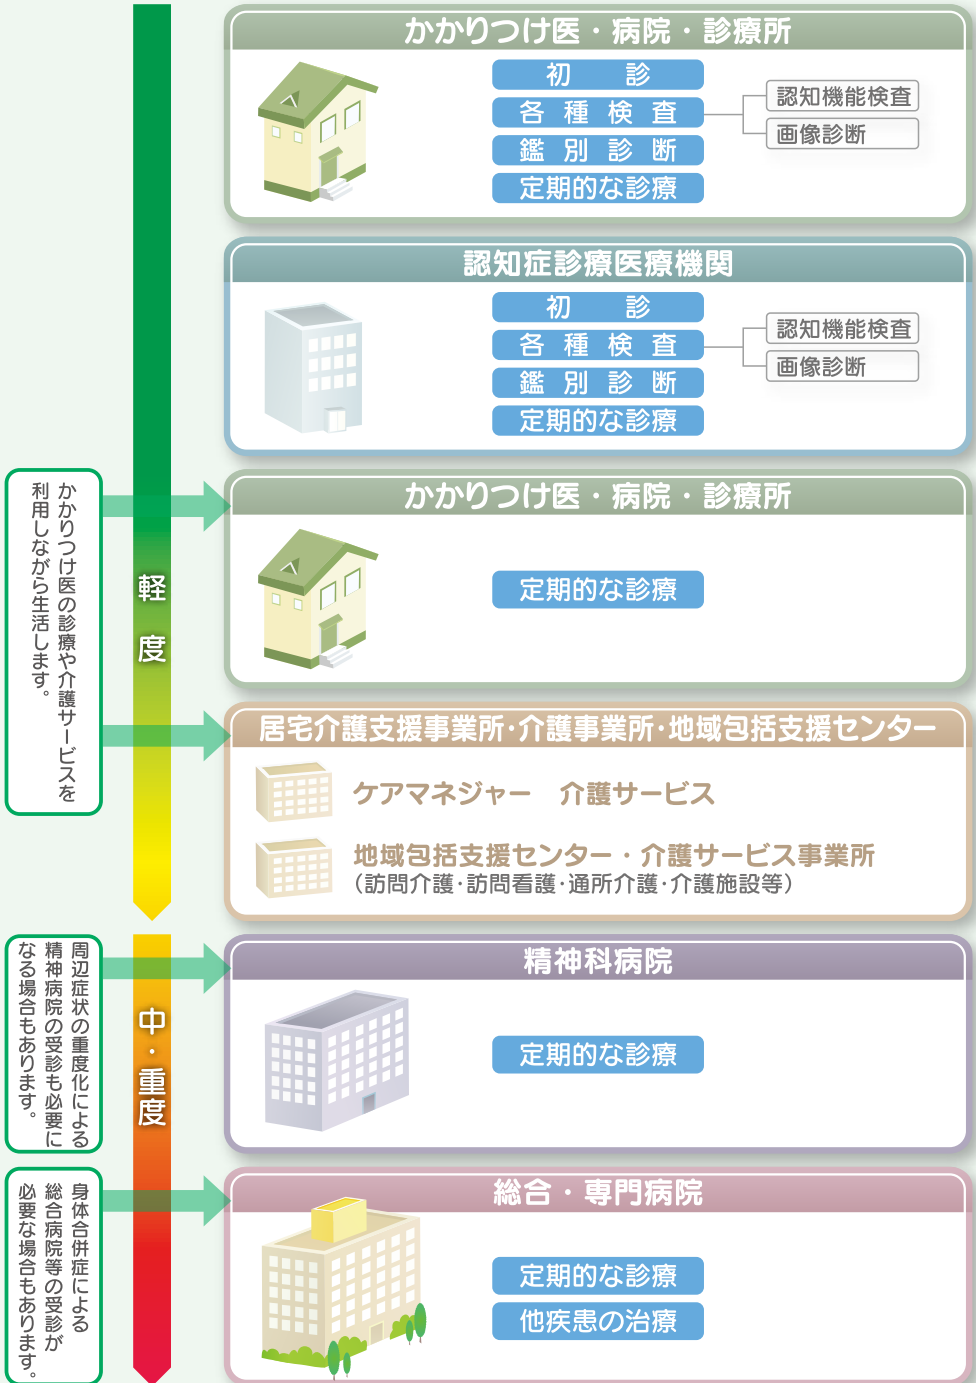 かかりつけ医・病院・診療所
初　診
各種検査
認知機能検査
画像診断
鑑別診断
定期的な診療
認知症診療医療機関
初　診
各種検査
認知機能検査
画像診断
鑑別診断
定期的な診療
かかりつけ医の診療や介護サービスを
利用しながら生活します。
軽度
かかりつけ医・病院・診療所
定期的な診療
居宅介護支援事業所・介護事業所・地域包括支援センター
ケアマネジャー　介護サービス
地域包括支援センター・介護サービス事業所
（訪問介護・訪問看護・通所介護・介護施設等）
周辺症状の重度化による
精神病院の受診も必要に
なる場合もあります。
中・重度
精神科病院
定期的な診療
身体合併症による
総合病院等の受診が
必要な場合もあります。
総合・専門病院
定期的な診療
他疾患の治療